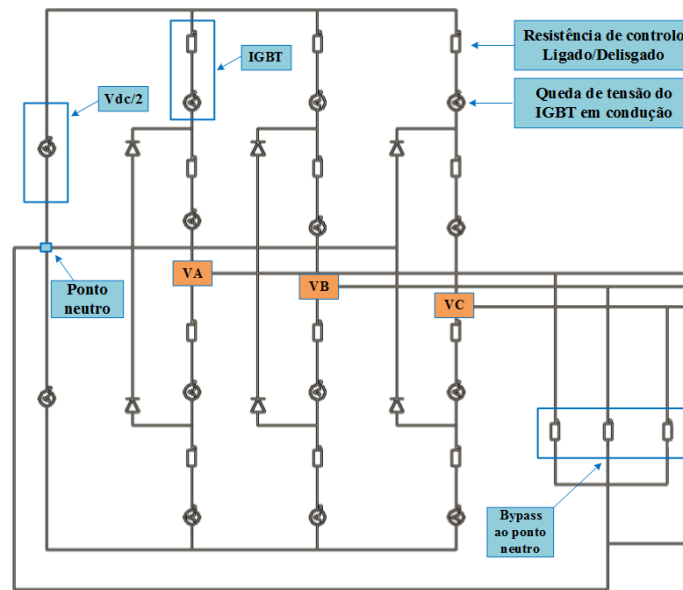 Resistência de controlo
Ligado/Delisgado
IGBT
Vdc/2
Queda de tensão do
IGBT em condução
VA
Ponto
neutro
VB
VC
Bypass
ao ponto
neutro